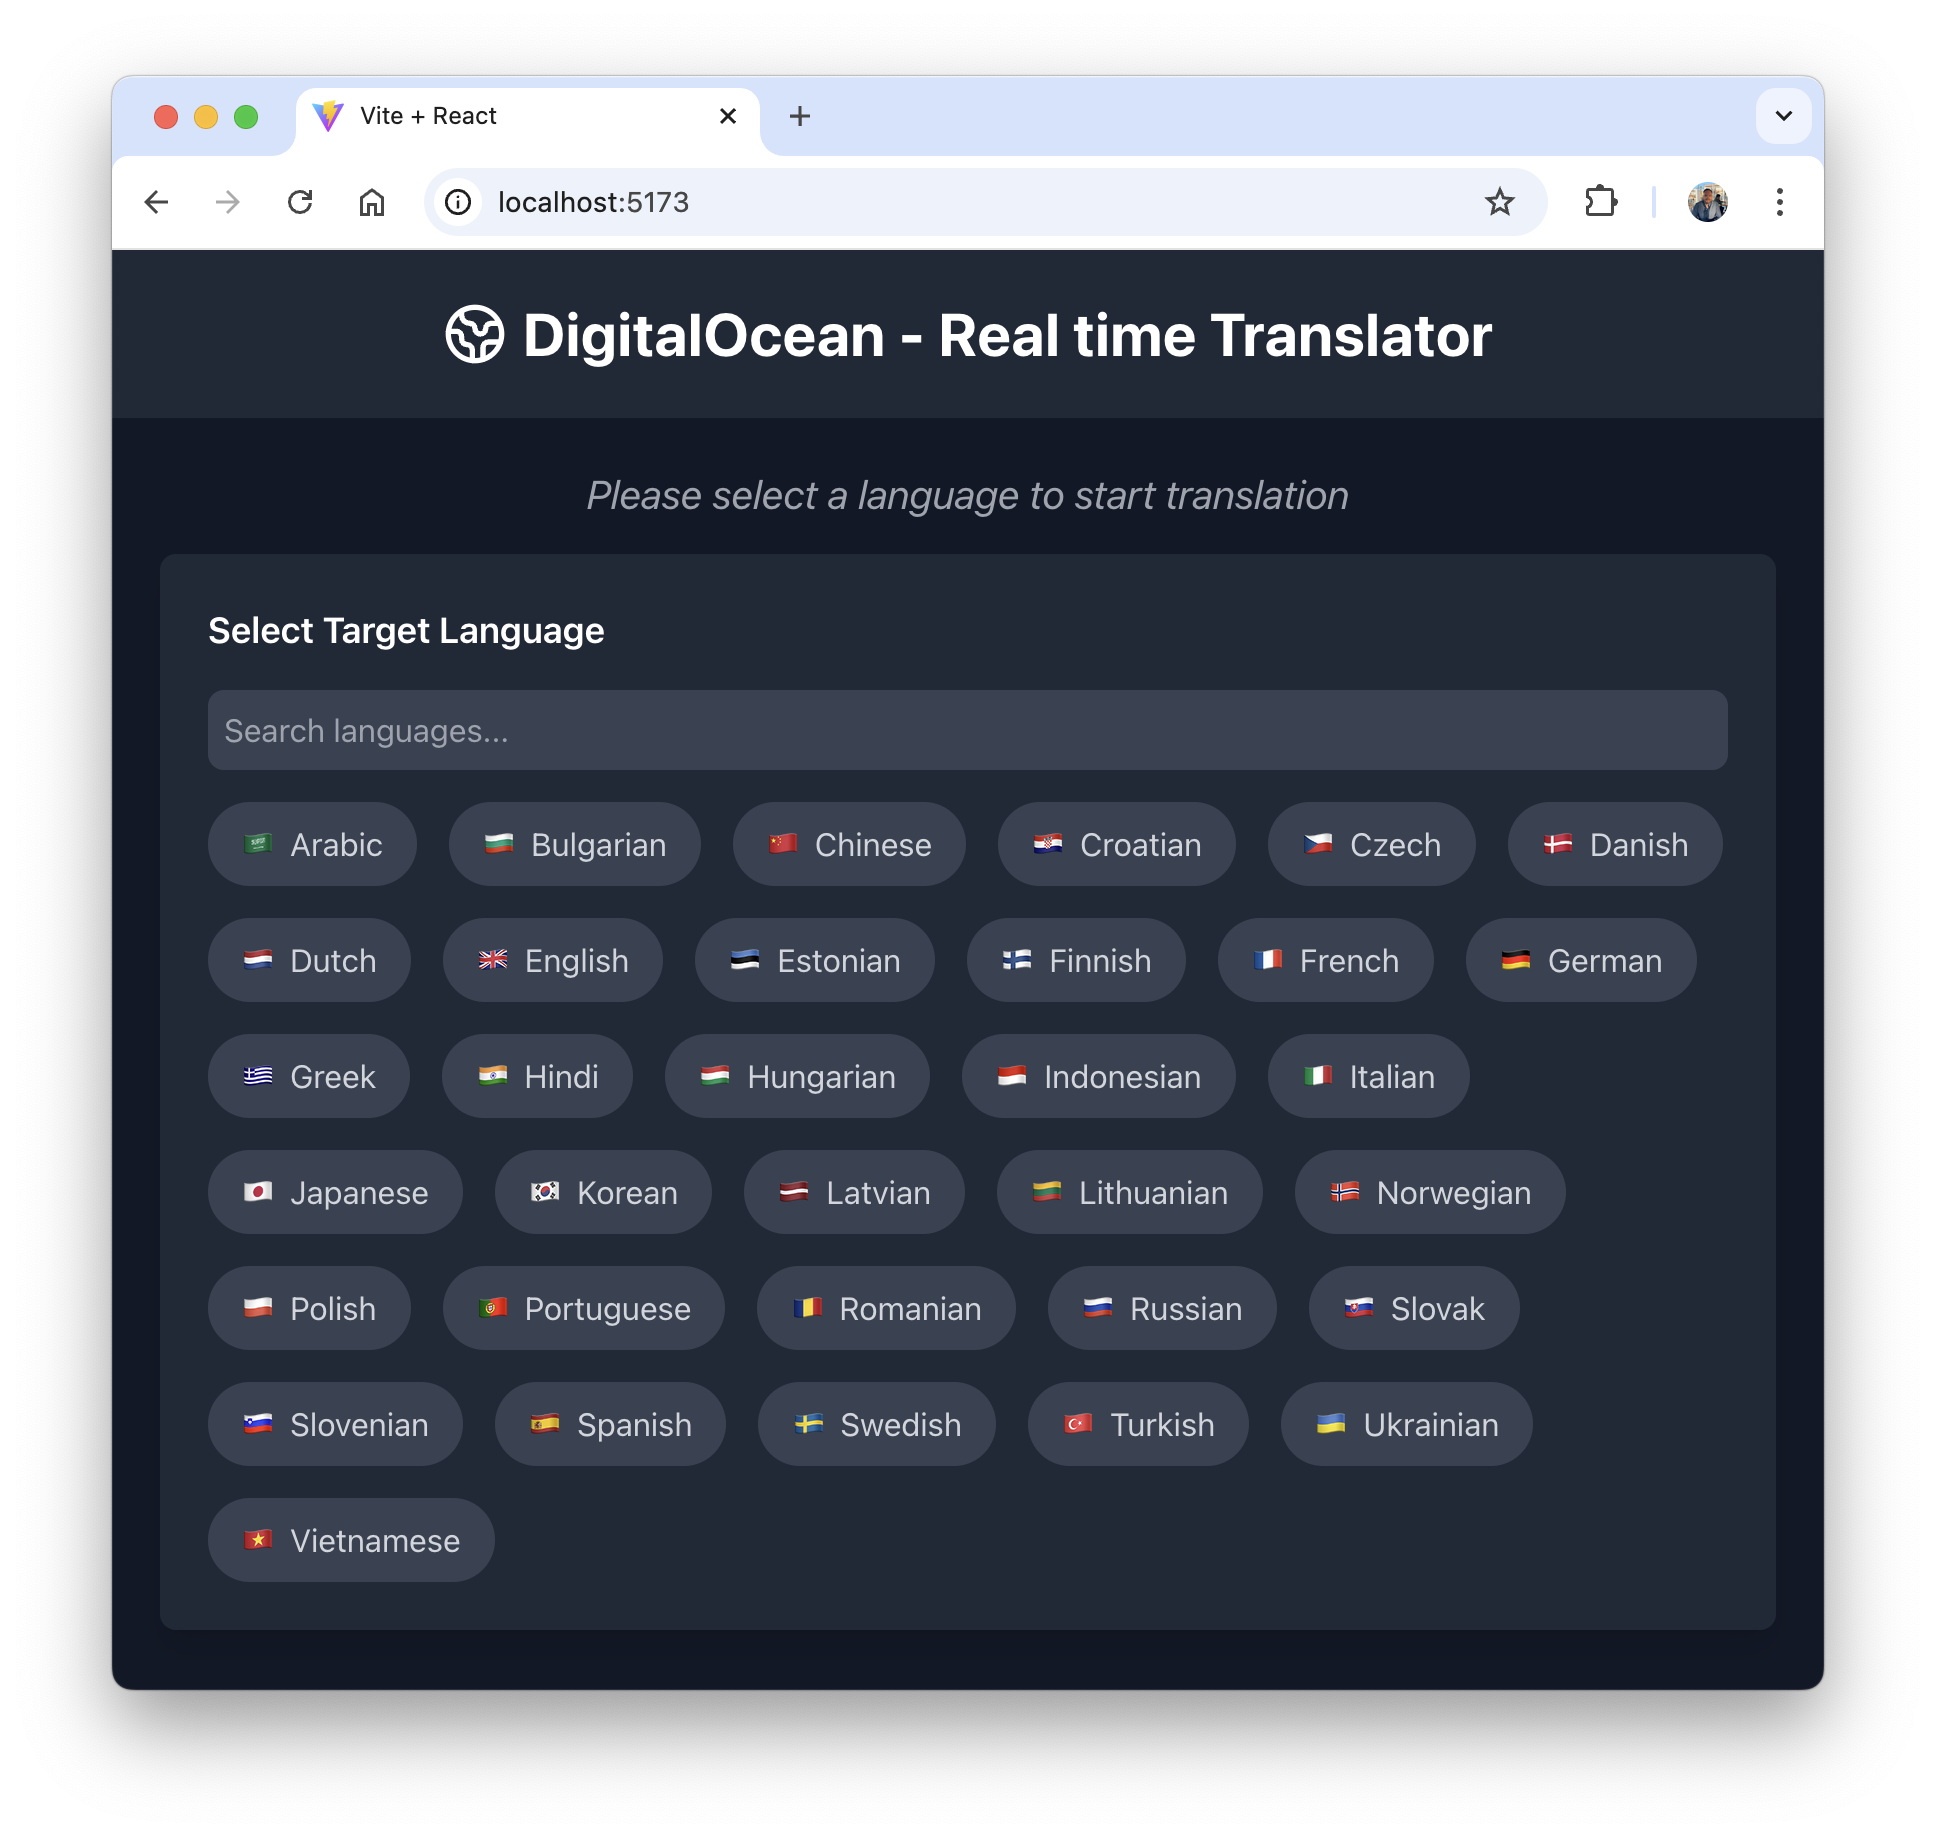 Vite + React
localhost:5173
DigitalOcean - Real time Translator
Please select a language to start translation
Select Target Language
Search languages...
Arabic Bulgarian Chinese Croatian Czech Danish
Dutch English Estonian Finnish French German
Greek Hindi Hungarian Indonesian Italian
Japanese Korean Latvian Lithuanian Norwegian
Polish Portuguese Romanian Russian Slovak
Slovenian Spanish Swedish Turkish Ukrainian
Vietnamese